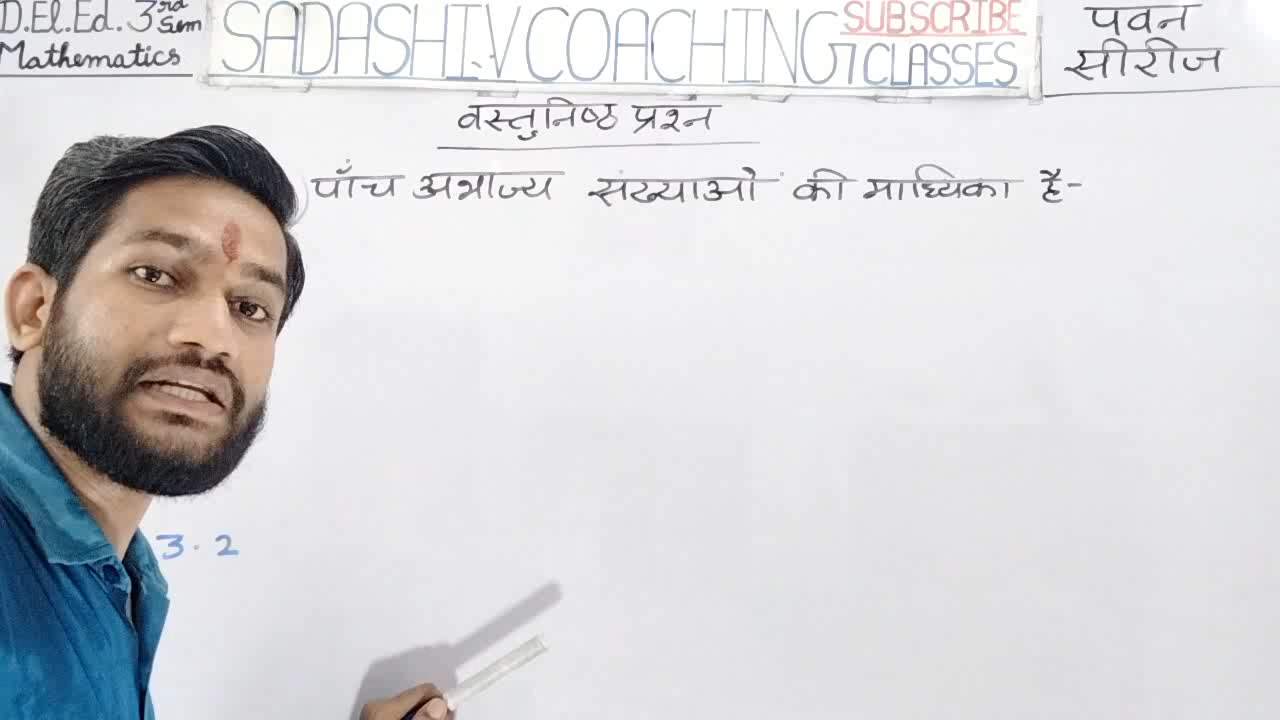 D.El.Ed. 3rd Sem
Mathematics
SADASHIV COACHING CLASSES
SUBSCRIBE
पवन
सीरीज
वस्तुनिष्ठ प्रश्न
पाँच अभाज्य संख्याओं की माध्यिका है-
3.2